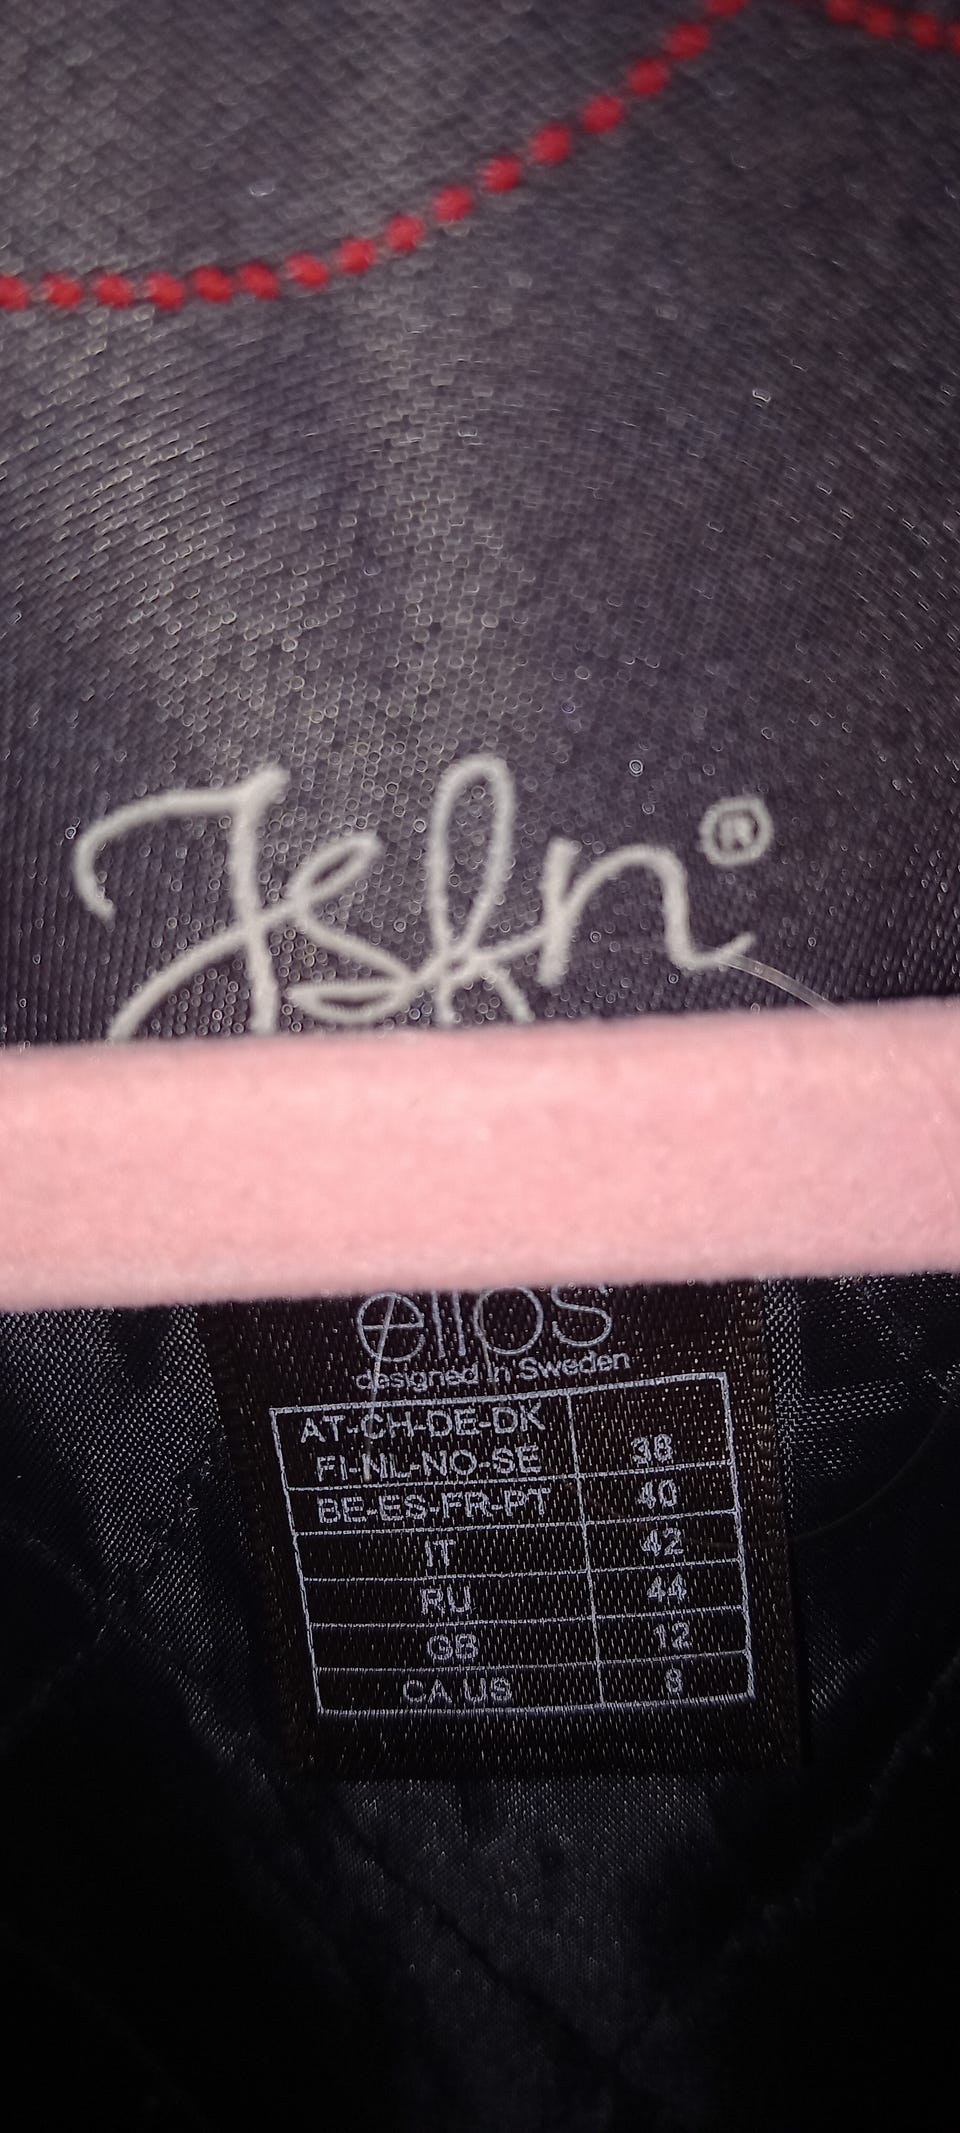 Jsfn®
ellos
designed in Sweden
AT-CH-DE-DK
FI-NL-NO-SE 38
BE-ES-FR-PT 40
IT 42
RU 44
GB 12
CA US 8